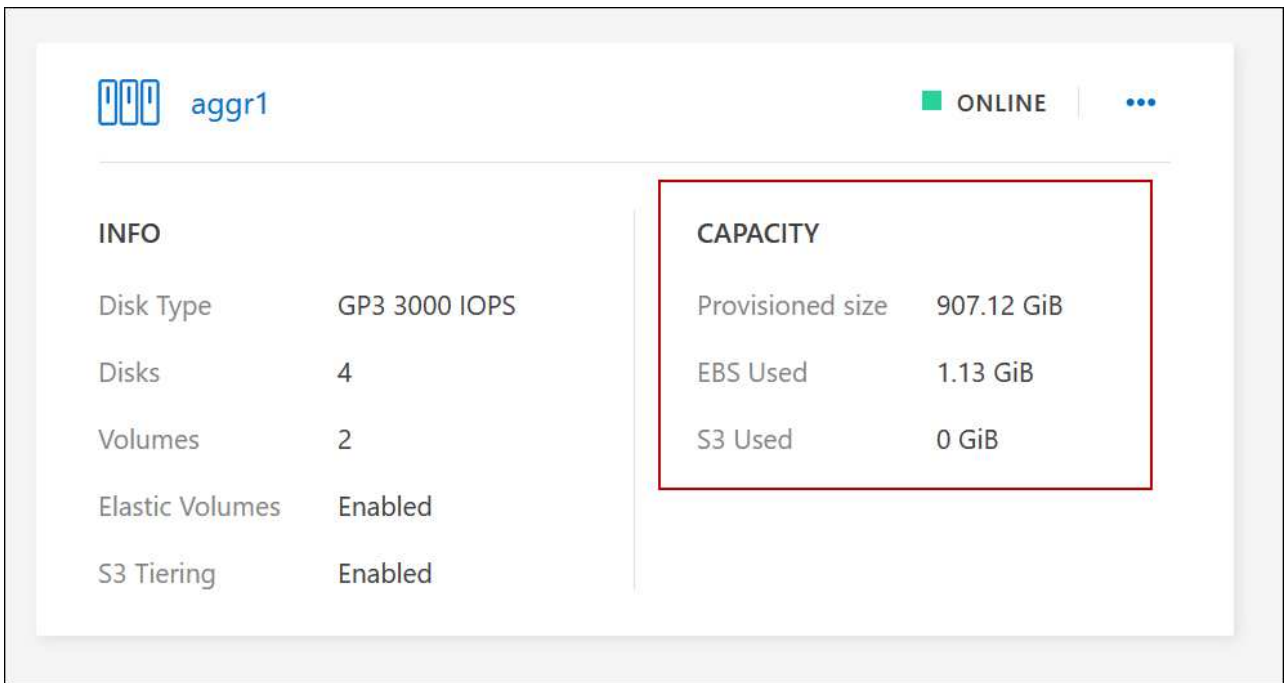 aggr1
ONLINE
INFO
Disk Type GP3 3000 IOPS
Disks 4
Volumes 2
Elastic Volumes Enabled
S3 Tiering Enabled
CAPACITY
Provisioned size 907.12 GiB
EBS Used 1.13 GiB
S3 Used 0 GiB